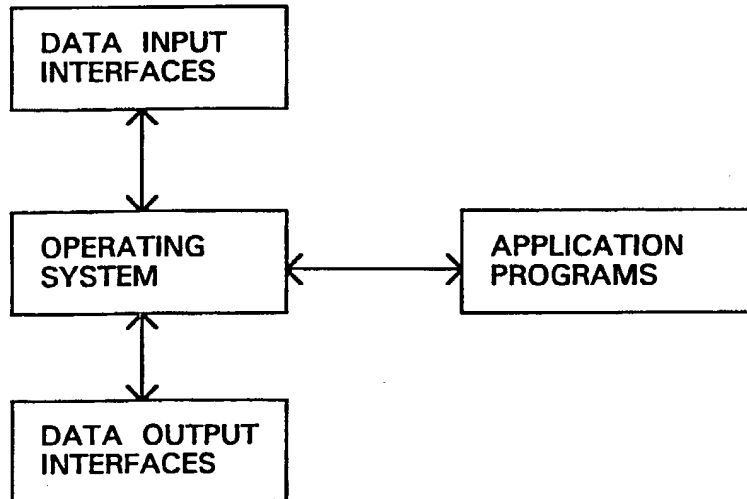 DATA INPUT
INTERFACES
OPERATING
SYSTEM
APPLICATION
PROGRAMS
DATA OUTPUT
INTERFACES